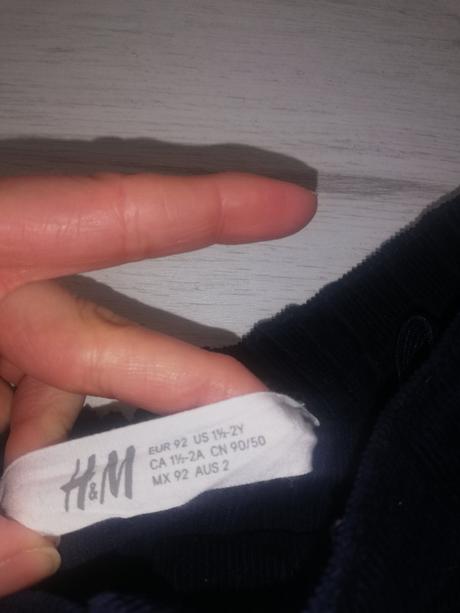 H&M
EUR 92 US 1½-2Y
CA 1½-2A CN 90/50
MX 92 AUS 2